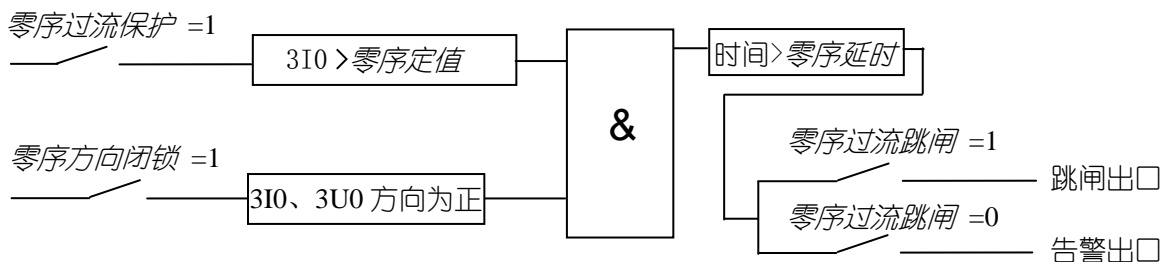 零序过流保护 =1
3I0 >零序定值
时间>零序延时
&
零序方向闭锁 =1
3I0、3U0 方向为正
零序过流跳闸 =1
跳闸出口
零序过流跳闸 =0
告警出口